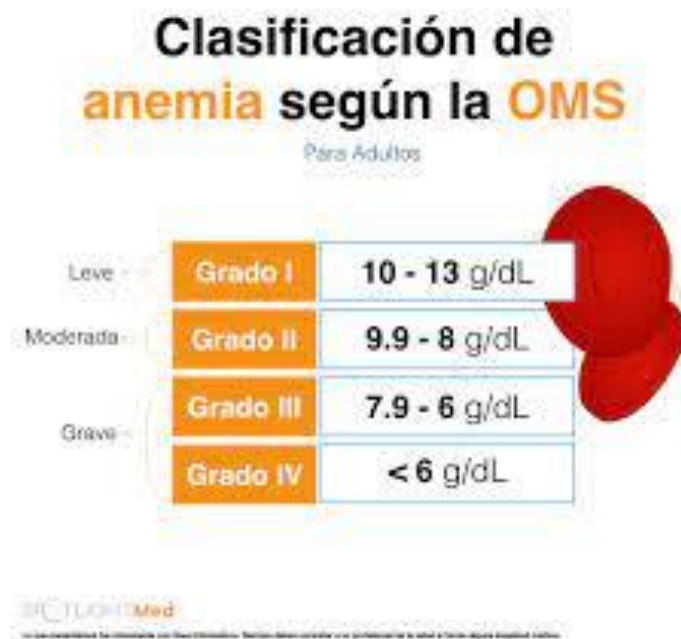 Clasificación de
anemia según la OMS
Para Adultos
Leve
Grado I
10 - 13 g/dL
Moderada
Grado II
9.9 - 8 g/dL
Grave
Grado III
7.9 - 6 g/dL
Grado IV
< 6 g/dL
SPOTLIGHTMed